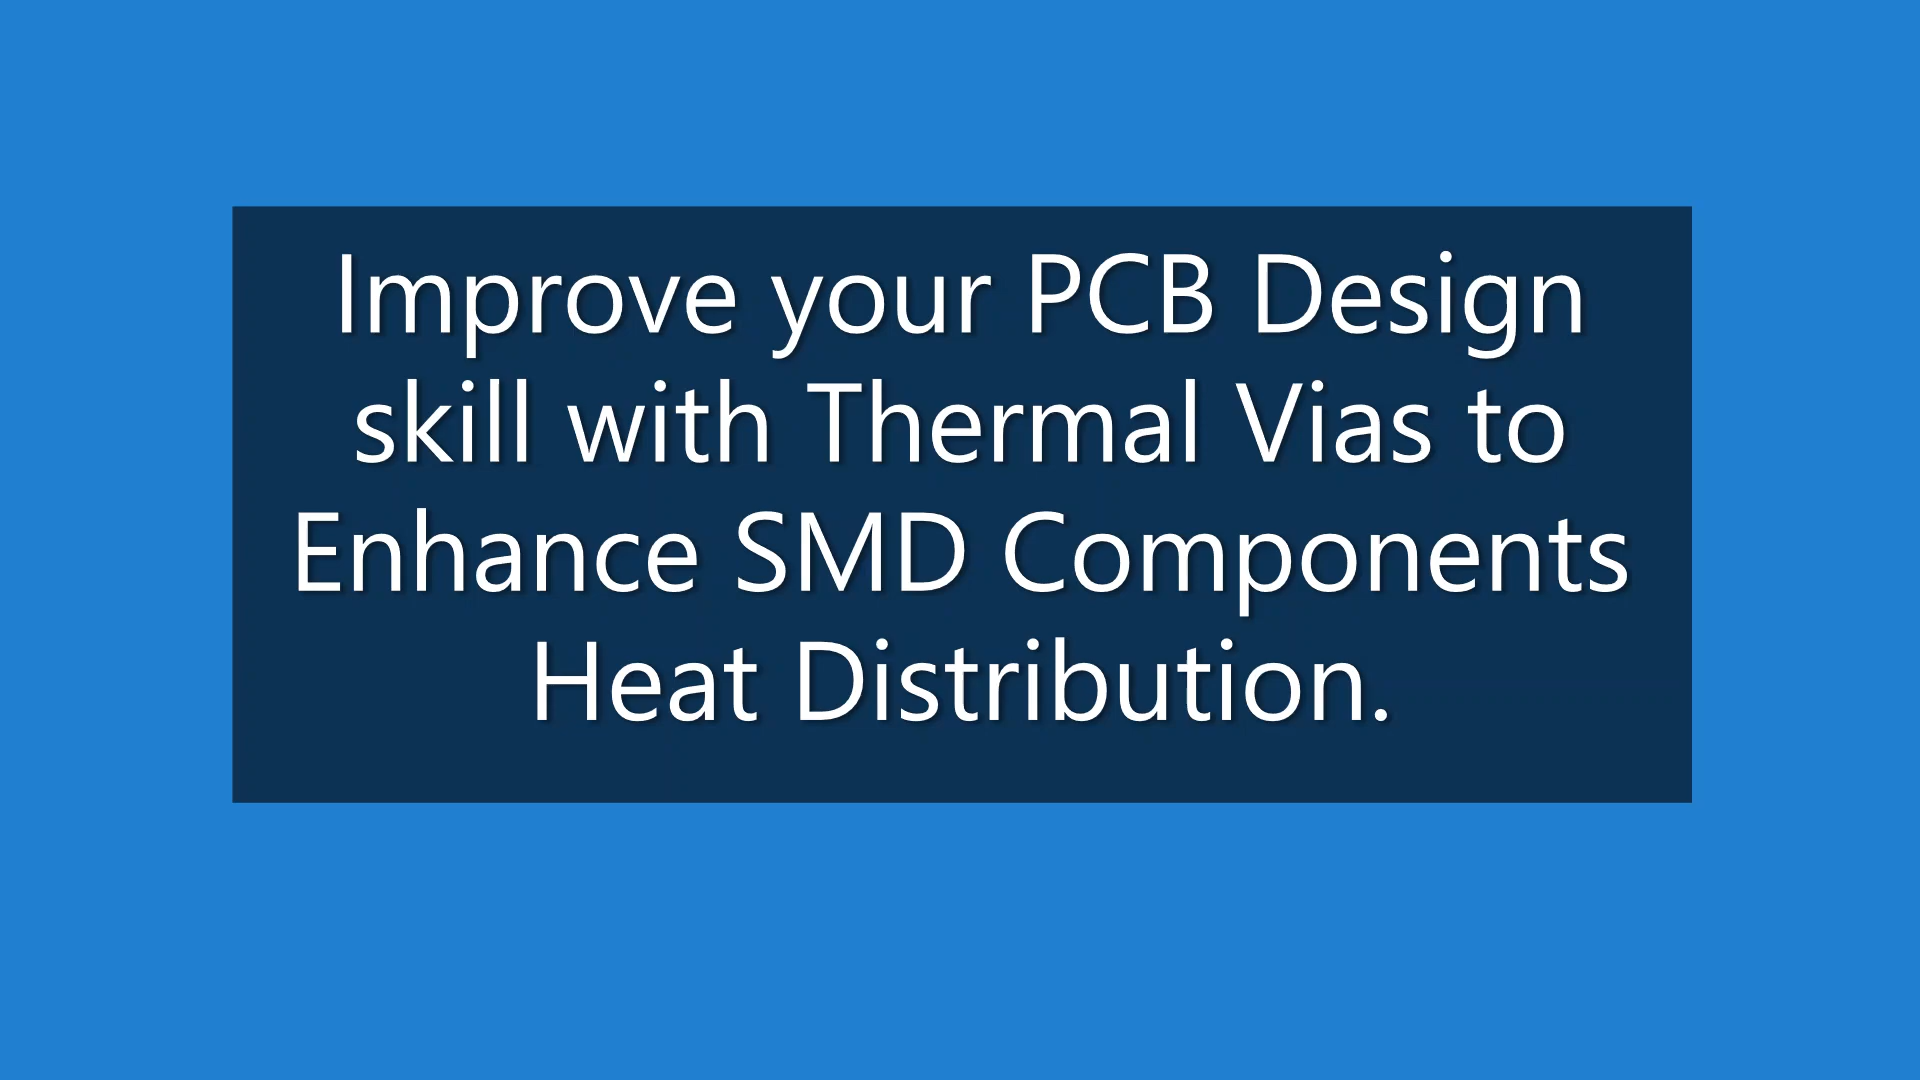 Improve your PCB Design
skill with Thermal Vias to
Enhance SMD Components
Heat Distribution.